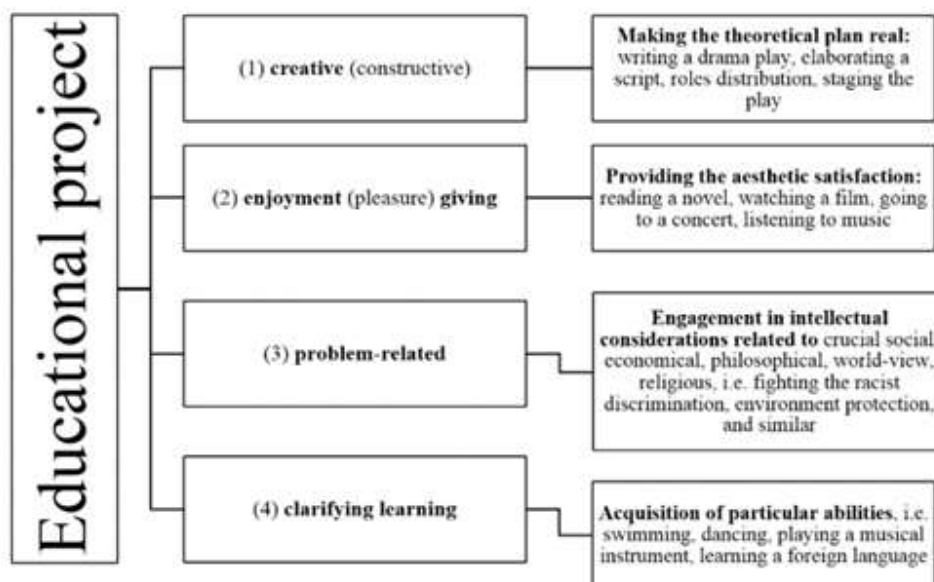 Educational project
(1) creative (constructive)
Making the theoretical plan real:
writing a drama play, elaborating
a script, roles distribution, staging the
play
(2) enjoyment (pleasure) giving
Providing the aesthetic satisfaction:
reading a novel, watching a film, going
to a concert, listening to music
(3) problem-related
Engagement in intellectual
considerations related to crucial social
economical, philosophical, world-view,
religious, i.e. fighting the racist
discrimination, environment protection,
and similar
(4) clarifying learning
Acquisition of particular abilities, i.e.
swimming, dancing, playing a musical
instrument, learning a foreign language